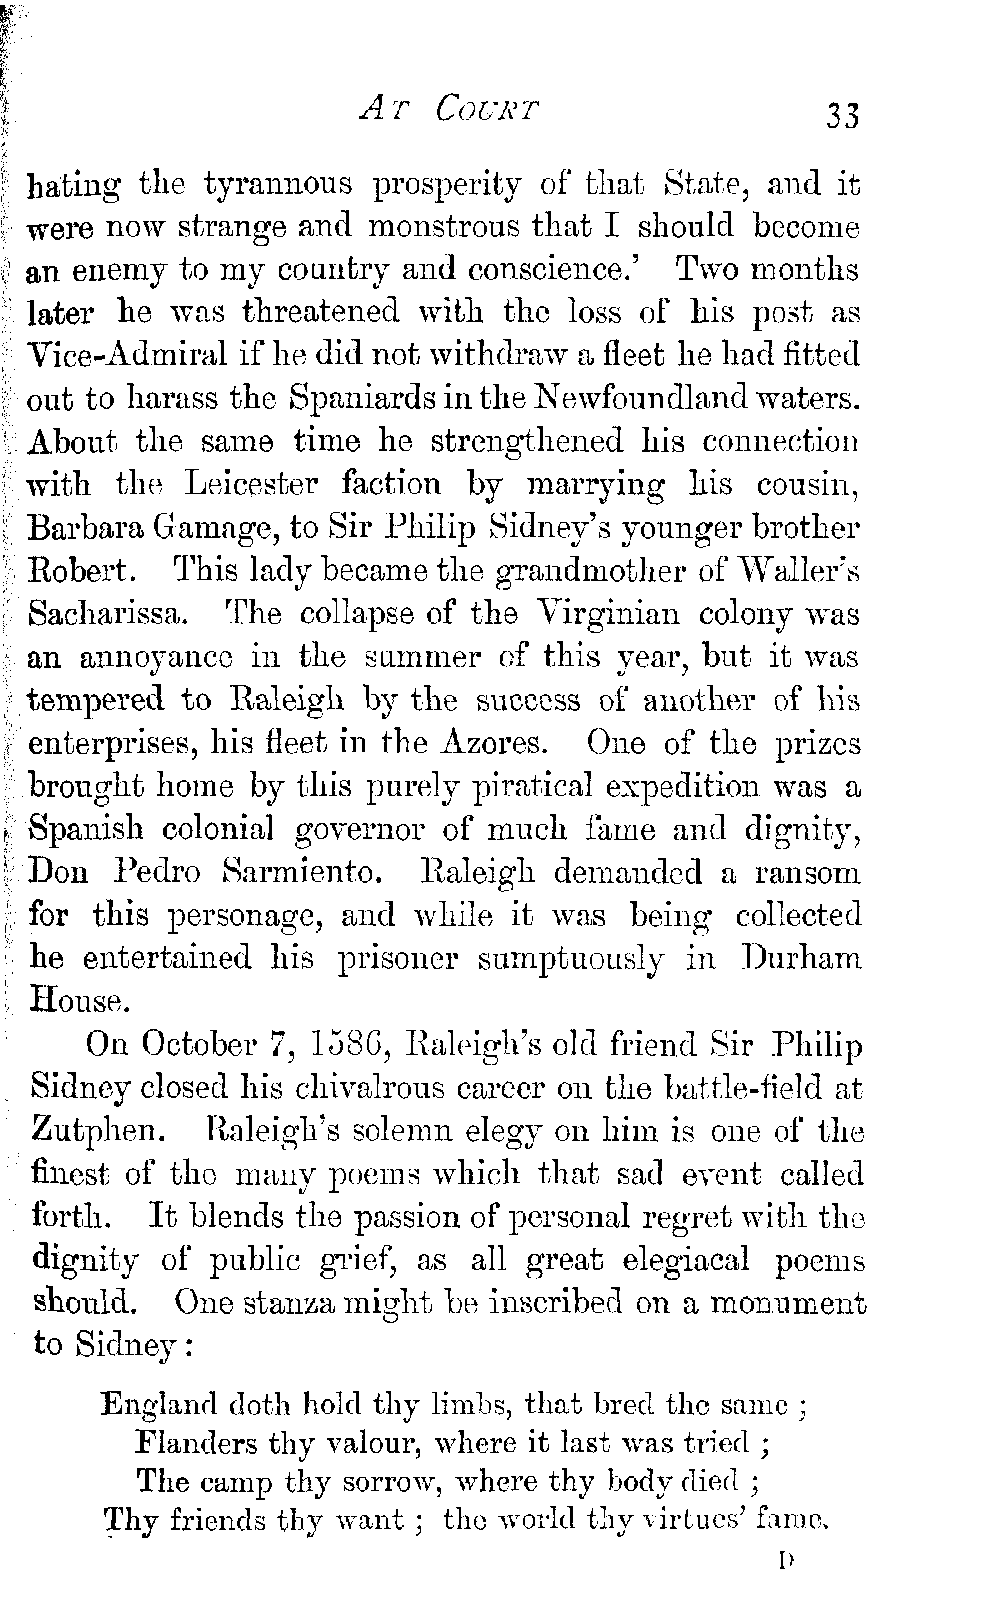 AT COURT 33
hating the tyrannous prosperity of that State, and it
were now strange and monstrous that I should become
an enemy to my country and conscience.' Two months
later he was threatened with the loss of his post as
Vice-Admiral if he did not withdraw a fleet he had fitted
out to harass the Spaniards in the Newfoundland waters.
About the same time he strengthened his connection
with the Leicester faction by marrying his cousin,
Barbara Gamage, to Sir Philip Sidney's younger brother
Robert. This lady became the grandmother of Waller's
Sacharissa. The collapse of the Virginian colony was
an annoyance in the summer of this year, but it was
tempered to Raleigh by the success of another of his
enterprises, his fleet in the Azores. One of the prizes
brought home by this purely piratical expedition was a
Spanish colonial governor of much fame and dignity,
Don Pedro Sarmiento. Raleigh demanded a ransom
for this personage, and while it was being collected
he entertained his prisoner sumptuously in Durham
House.
On October 7, 1586, Raleigh's old friend Sir Philip
Sidney closed his chivalrous career on the battle-field at
Zutphen. Raleigh's solemn elegy on him is one of the
finest of the many poems which that sad event called
forth. It blends the passion of personal regret with the
dignity of public grief, as all great elegiacal poems
should. One stanza might be inscribed on a monument
to Sidney:
England doth hold thy limbs, that bred the same;
Flanders thy valour, where it last was tried;
The camp thy sorrow, where thy body died;
Thy friends thy want; the world thy virtues' fame.
D